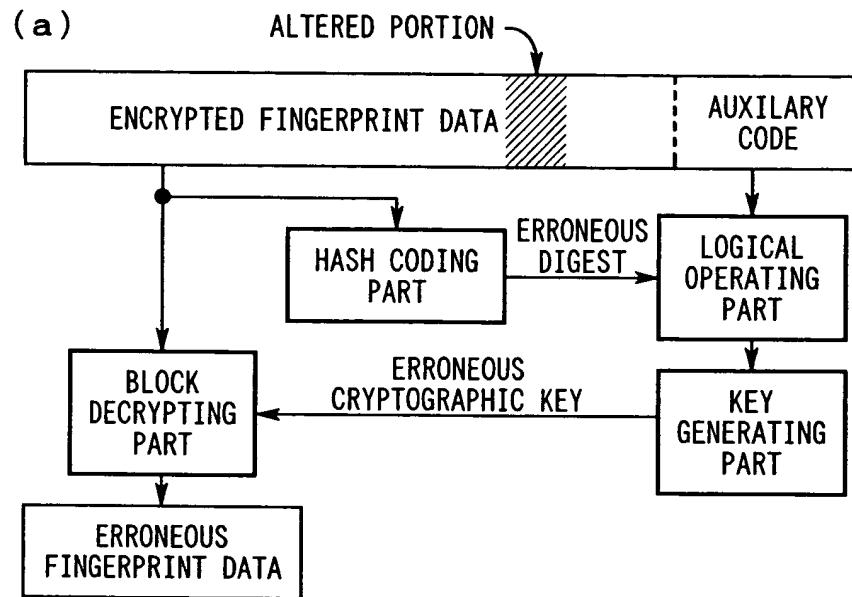 (a)
ALTERED PORTION
ENCRYPTED FINGERPRINT DATA
AUXILARY
CODE
HASH CODING
PART
ERRONEOUS
DIGEST
LOGICAL
OPERATING
PART
BLOCK
DECRYPTING
PART
ERRONEOUS
CRYPTOGRAPHIC KEY
KEY
GENERATING
PART
ERRONEOUS
FINGERPRINT DATA